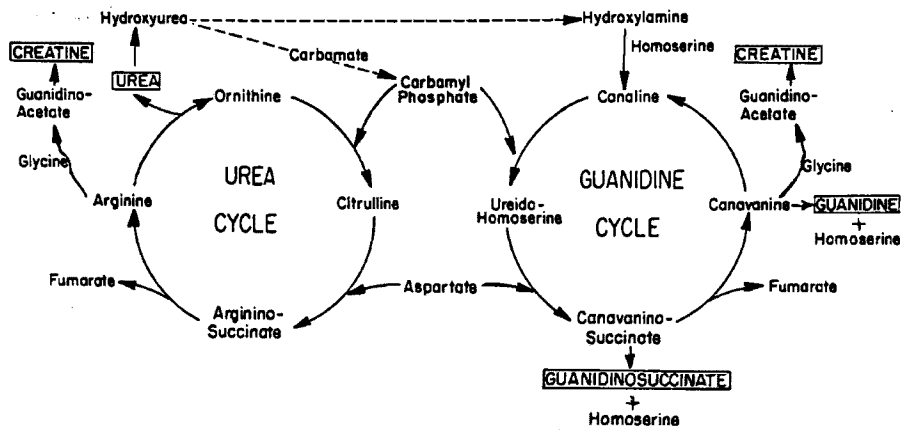 Hydroxyurea
Hydroxylamine
Homoserine
CREATINE
UREA
Carbamate
CREATINE
Guanidino-
Acetate
Ornithine
Carbamyl
Phosphate
Canaline
Guanidino-
Acetate
Glycine
UREA
CYCLE
GUANIDINE
CYCLE
Glycine
Arginine
Citrulline
Ureido-
Homoserine
Canavanine
GUANIDINE
+
Homoserine
Fumarate
Aspartate
Fumarate
Arginino-
Succinate
Canavanino-
Succinate
GUANIDINOSUCCINATE
+
Homoserine